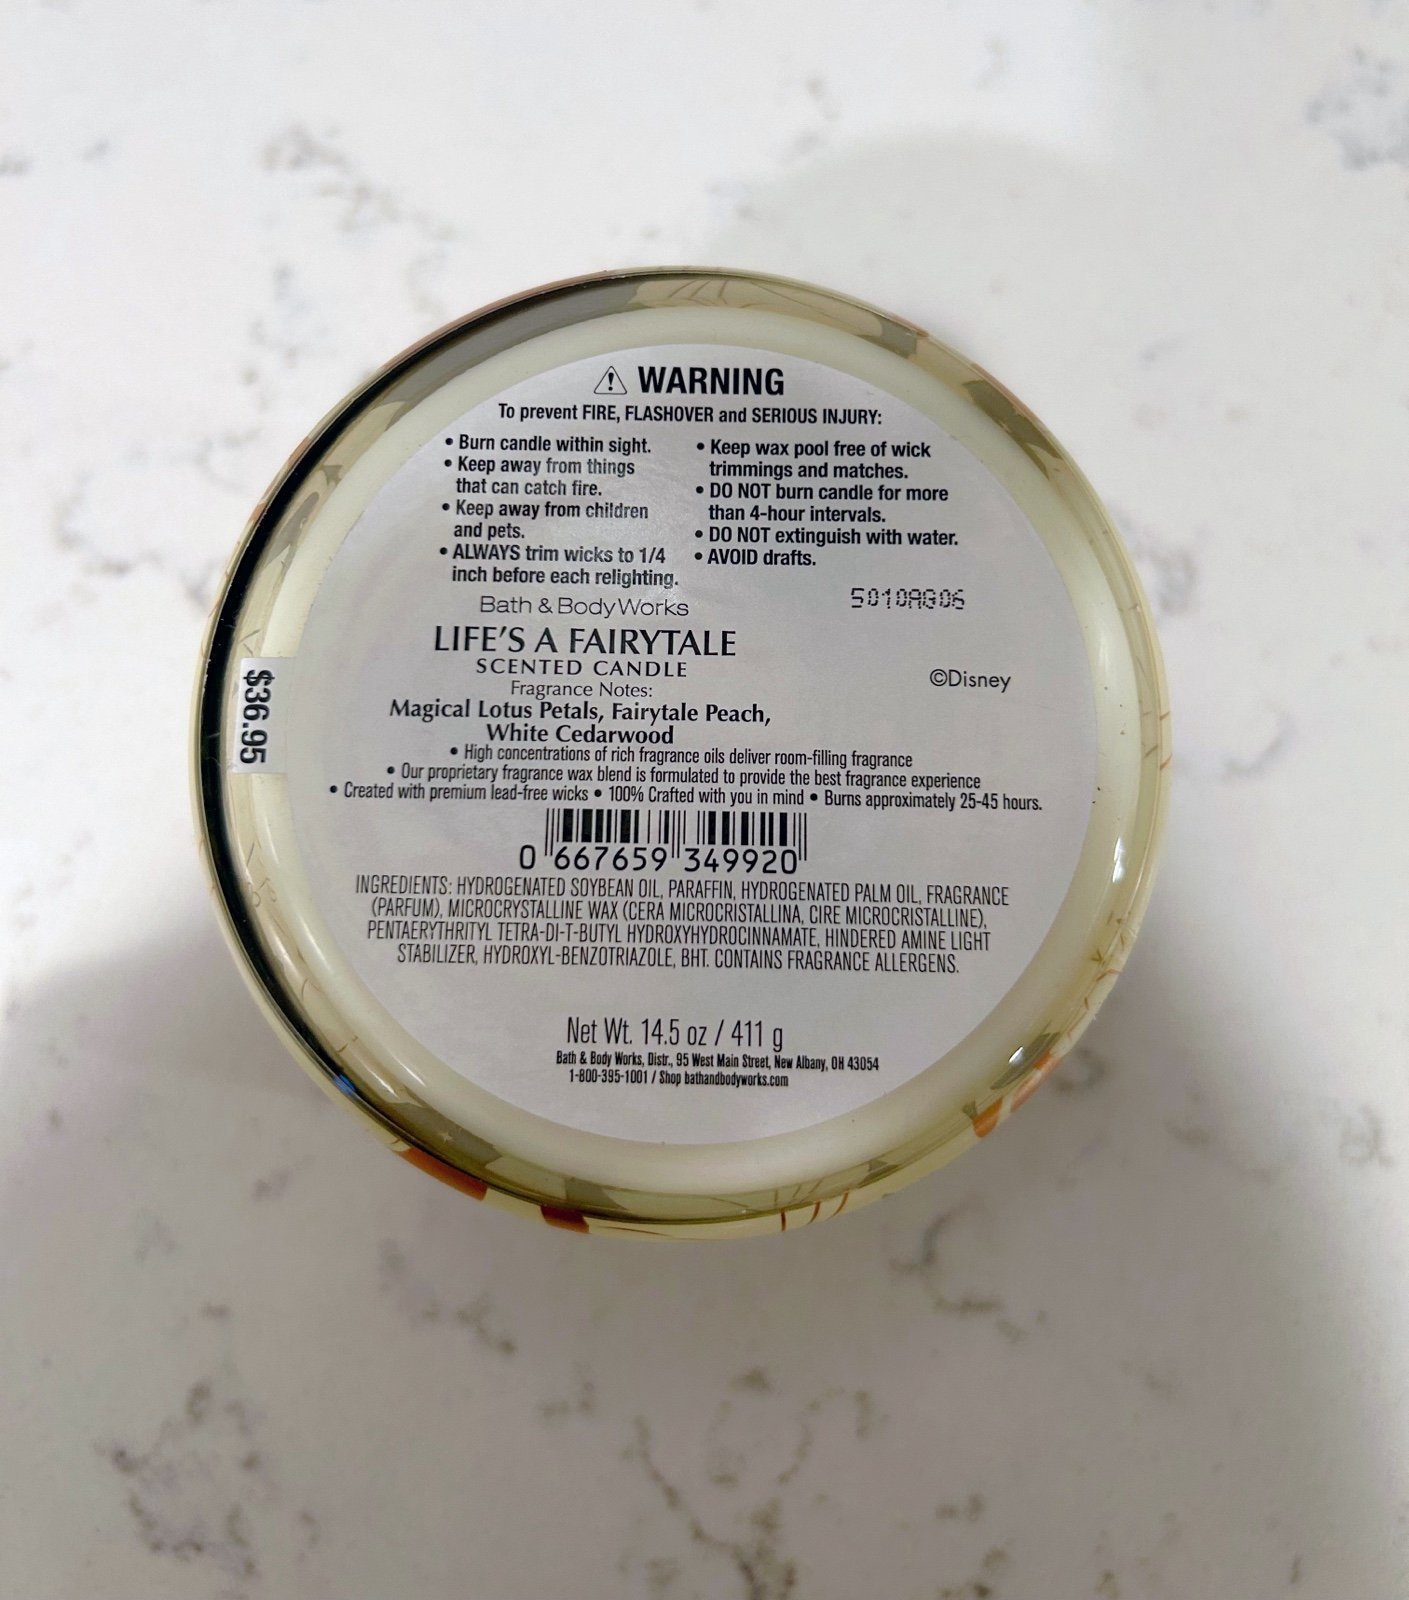 ⚠ WARNING
To prevent FIRE, FLASHOVER and SERIOUS INJURY:
• Burn candle within sight.
• Keep away from things
that can catch fire.
• Keep away from children
and pets.
• ALWAYS trim wicks to 1/4
inch before each relighting.
• Keep wax pool free of wick
trimmings and matches.
• DO NOT burn candle for more
than 4-hour intervals.
• DO NOT extinguish with water.
• AVOID drafts.
5010AG06
Bath & Body Works
LIFE'S A FAIRYTALE
SCENTED CANDLE
©Disney
$36.95
Fragrance Notes:
Magical Lotus Petals, Fairytale Peach,
White Cedarwood
• High concentrations of rich fragrance oils deliver room-filling fragrance
• Our proprietary fragrance wax blend is formulated to provide the best fragrance experience
• Created with premium lead-free wicks • 100% Crafted with you in mind • Burns approximately 25-45 hours.
0 667659 349920
INGREDIENTS: HYDROGENATED SOYBEAN OIL, PARAFFIN, HYDROGENATED PALM OIL, FRAGRANCE
(PARFUM), MICROCRYSTALLINE WAX (CERA MICROCRISTALLINA, CIRE MICROCRISTALLINE),
PENTAERYTHRITYL TETRA-DI-T-BUTYL HYDROXYHYDROCINNAMATE, HINDERED AMINE LIGHT
STABILIZER, HYDROXYL-BENZOTRIAZOLE, BHT. CONTAINS FRAGRANCE ALLERGENS.
Net Wt. 14.5 oz / 411 g
Bath & Body Works, Distr., 95 West Main Street, New Albany, OH 43054
1-800-395-1001 / Shop bathandbodyworks.com